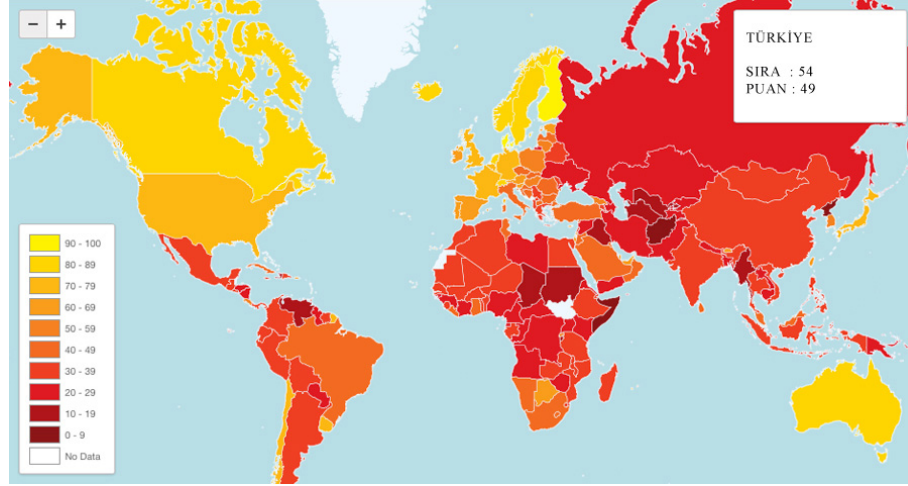 − +
TÜRKİYE
SIRA : 54
PUAN : 49
90 - 100
80 - 89
70 - 79
60 - 69
50 - 59
40 - 49
30 - 39
20 - 29
10 - 19
0 - 9
No Data